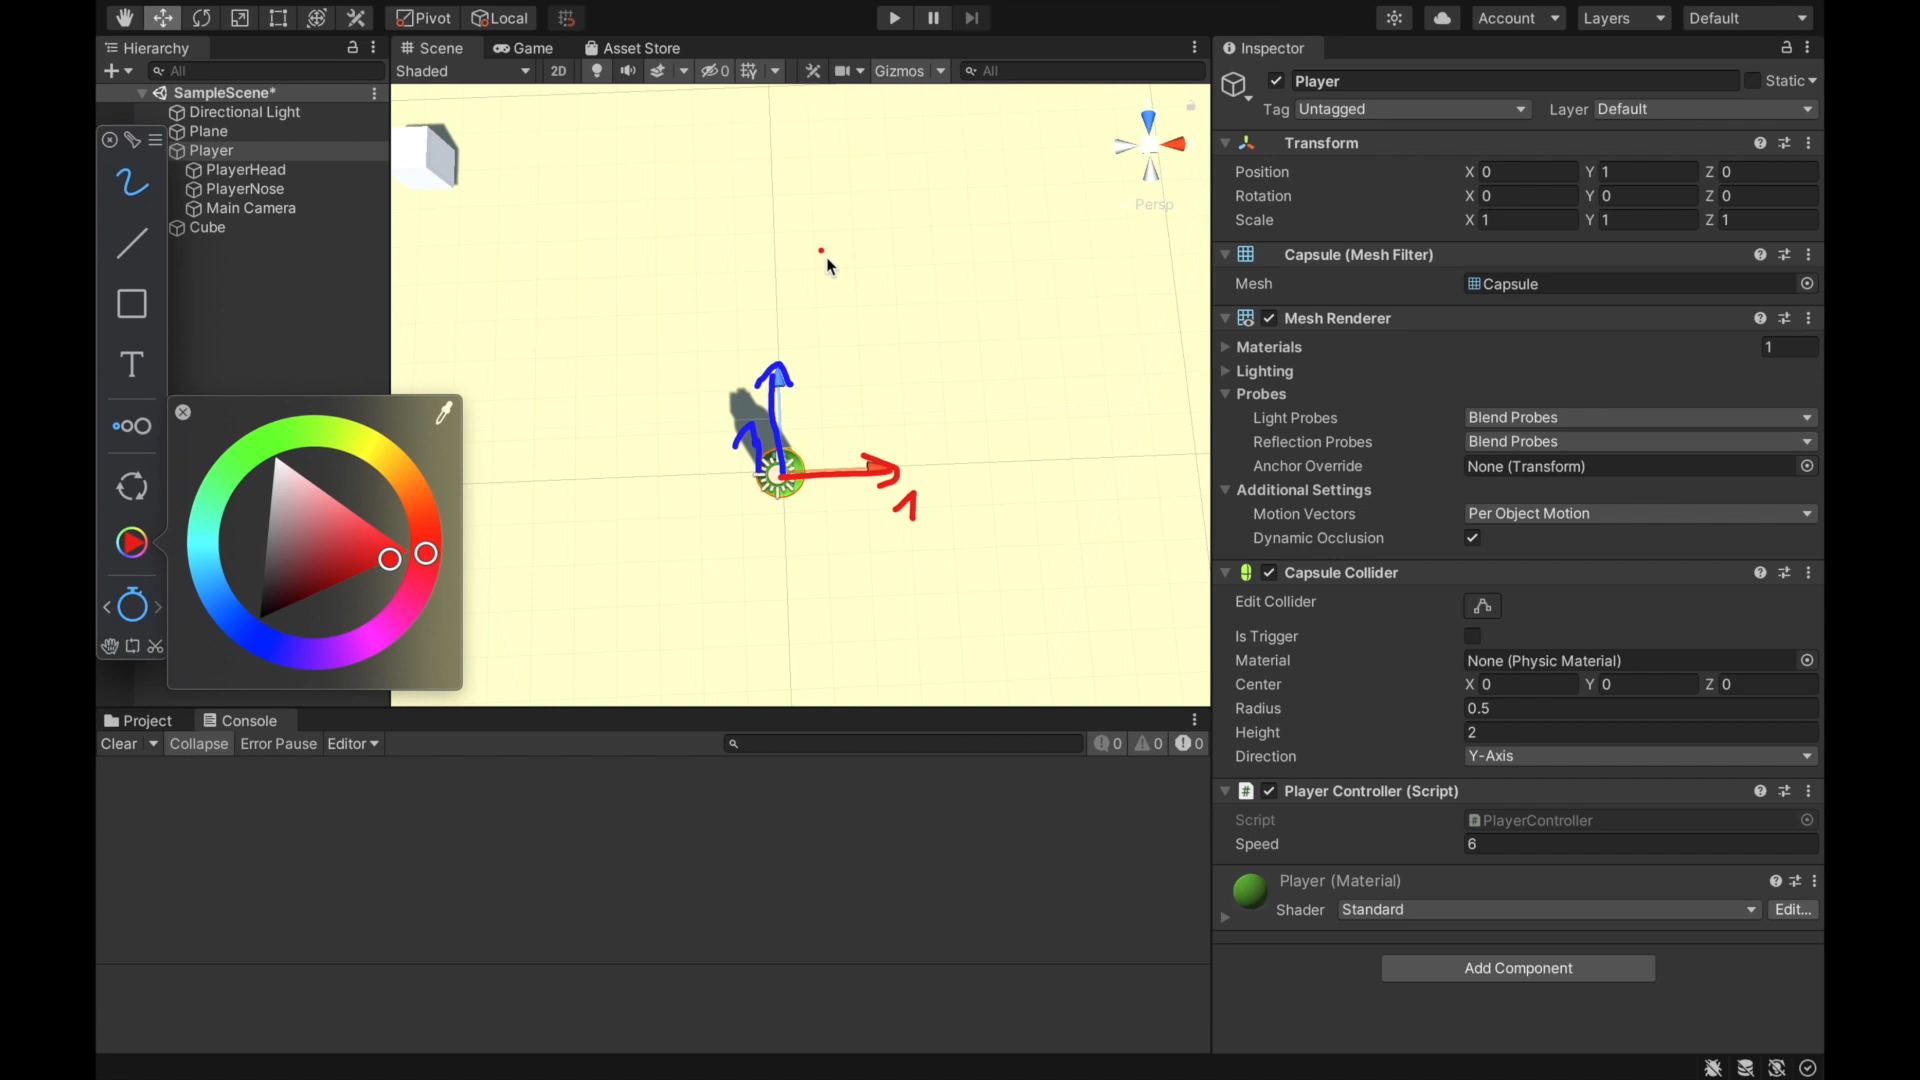 Pivot Local Account Layers Default
Hierarchy Scene Game Asset Store Inspector
All Shaded 2D 0 Gizmos All
Player Static
Tag Untagged Layer Default
SampleScene*
Directional Light
Plane
Player
PlayerHead
PlayerNose
Main Camera
Cube
Persp
1
1
Transform
Position X 0 Y 1 Z 0
Rotation X 0 Y 0 Z 0
Scale X 1 Y 1 Z 1
Capsule (Mesh Filter)
Mesh Capsule
Mesh Renderer
Materials 1
Lighting
Probes
Light Probes Blend Probes
Reflection Probes Blend Probes
Anchor Override None (Transform)
Additional Settings
Motion Vectors Per Object Motion
Dynamic Occlusion
Capsule Collider
Edit Collider
Is Trigger
Material None (Physic Material)
Center X 0 Y 0 Z 0
Radius 0.5
Height 2
Direction Y-Axis
Player Controller (Script)
Script PlayerController
Speed 6
Player (Material)
Shader Standard Edit...
Add Component
Project Console
Clear Collapse Error Pause Editor 0 0 0